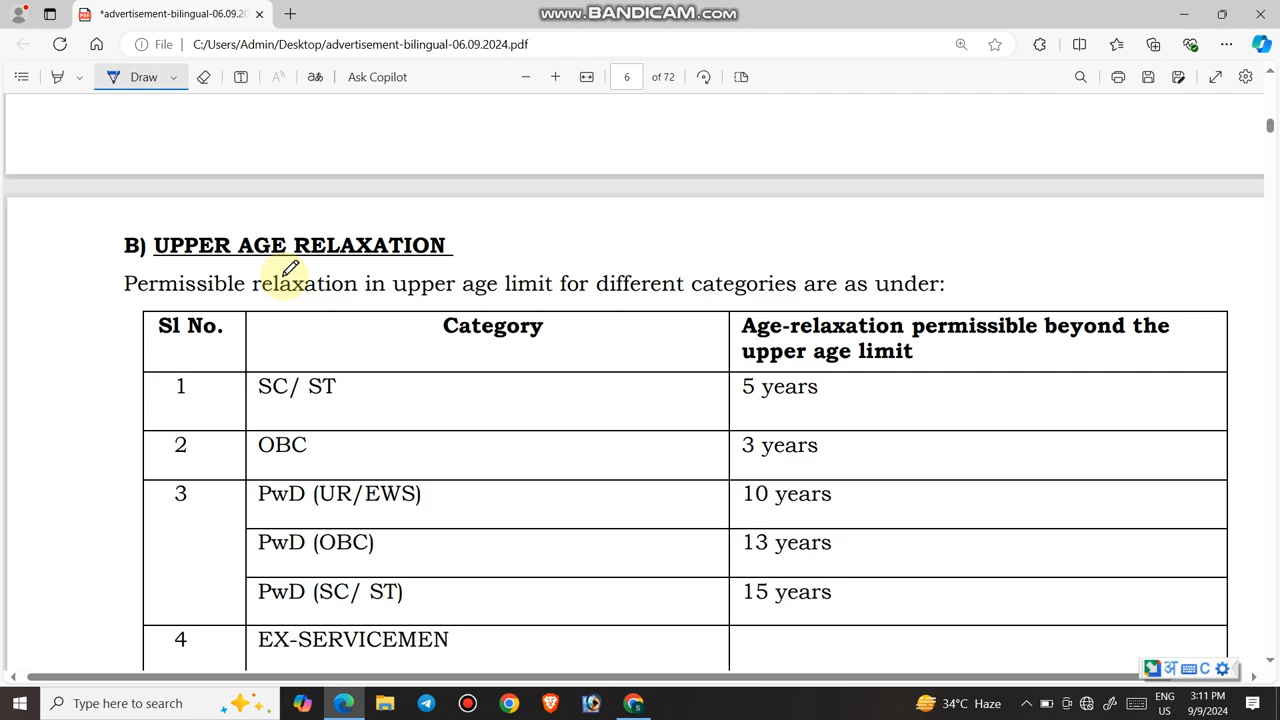 *advertisement-bilingual-06.09.20
www.BANDICAM.com
File C:/Users/Admin/Desktop/advertisement-bilingual-06.09.2024.pdf
Draw Ask Copilot 6 of 72
B) UPPER AGE RELAXATION
Permissible relaxation in upper age limit for different categories are as under:
Sl No. Category Age-relaxation permissible beyond the
upper age limit
1 SC/ ST 5 years
2 OBC 3 years
3 PwD (UR/EWS) 10 years
PwD (OBC) 13 years
PwD (SC/ ST) 15 years
4 EX-SERVICEMEN
Type here to search 34°C Haze ENG 3:11 PM
US 9/9/2024